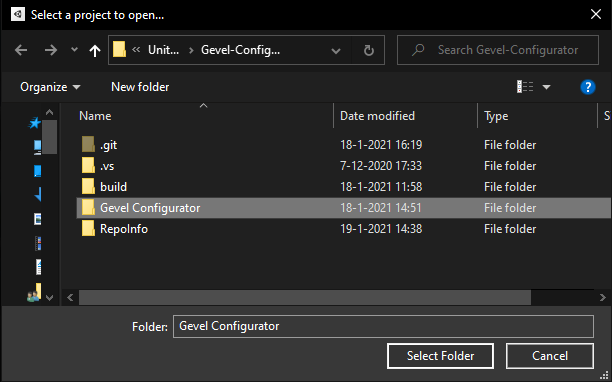 Select a project to open...
Unit... Gevel-Config...
Search Gevel-Configurator
Organize New folder
Name Date modified Type S
.git 18-1-2021 16:19 File folder
.vs 7-12-2020 17:33 File folder
build 18-1-2021 11:58 File folder
Gevel Configurator 18-1-2021 14:51 File folder
RepoInfo 19-1-2021 14:38 File folder
Folder: Gevel Configurator
Select Folder Cancel